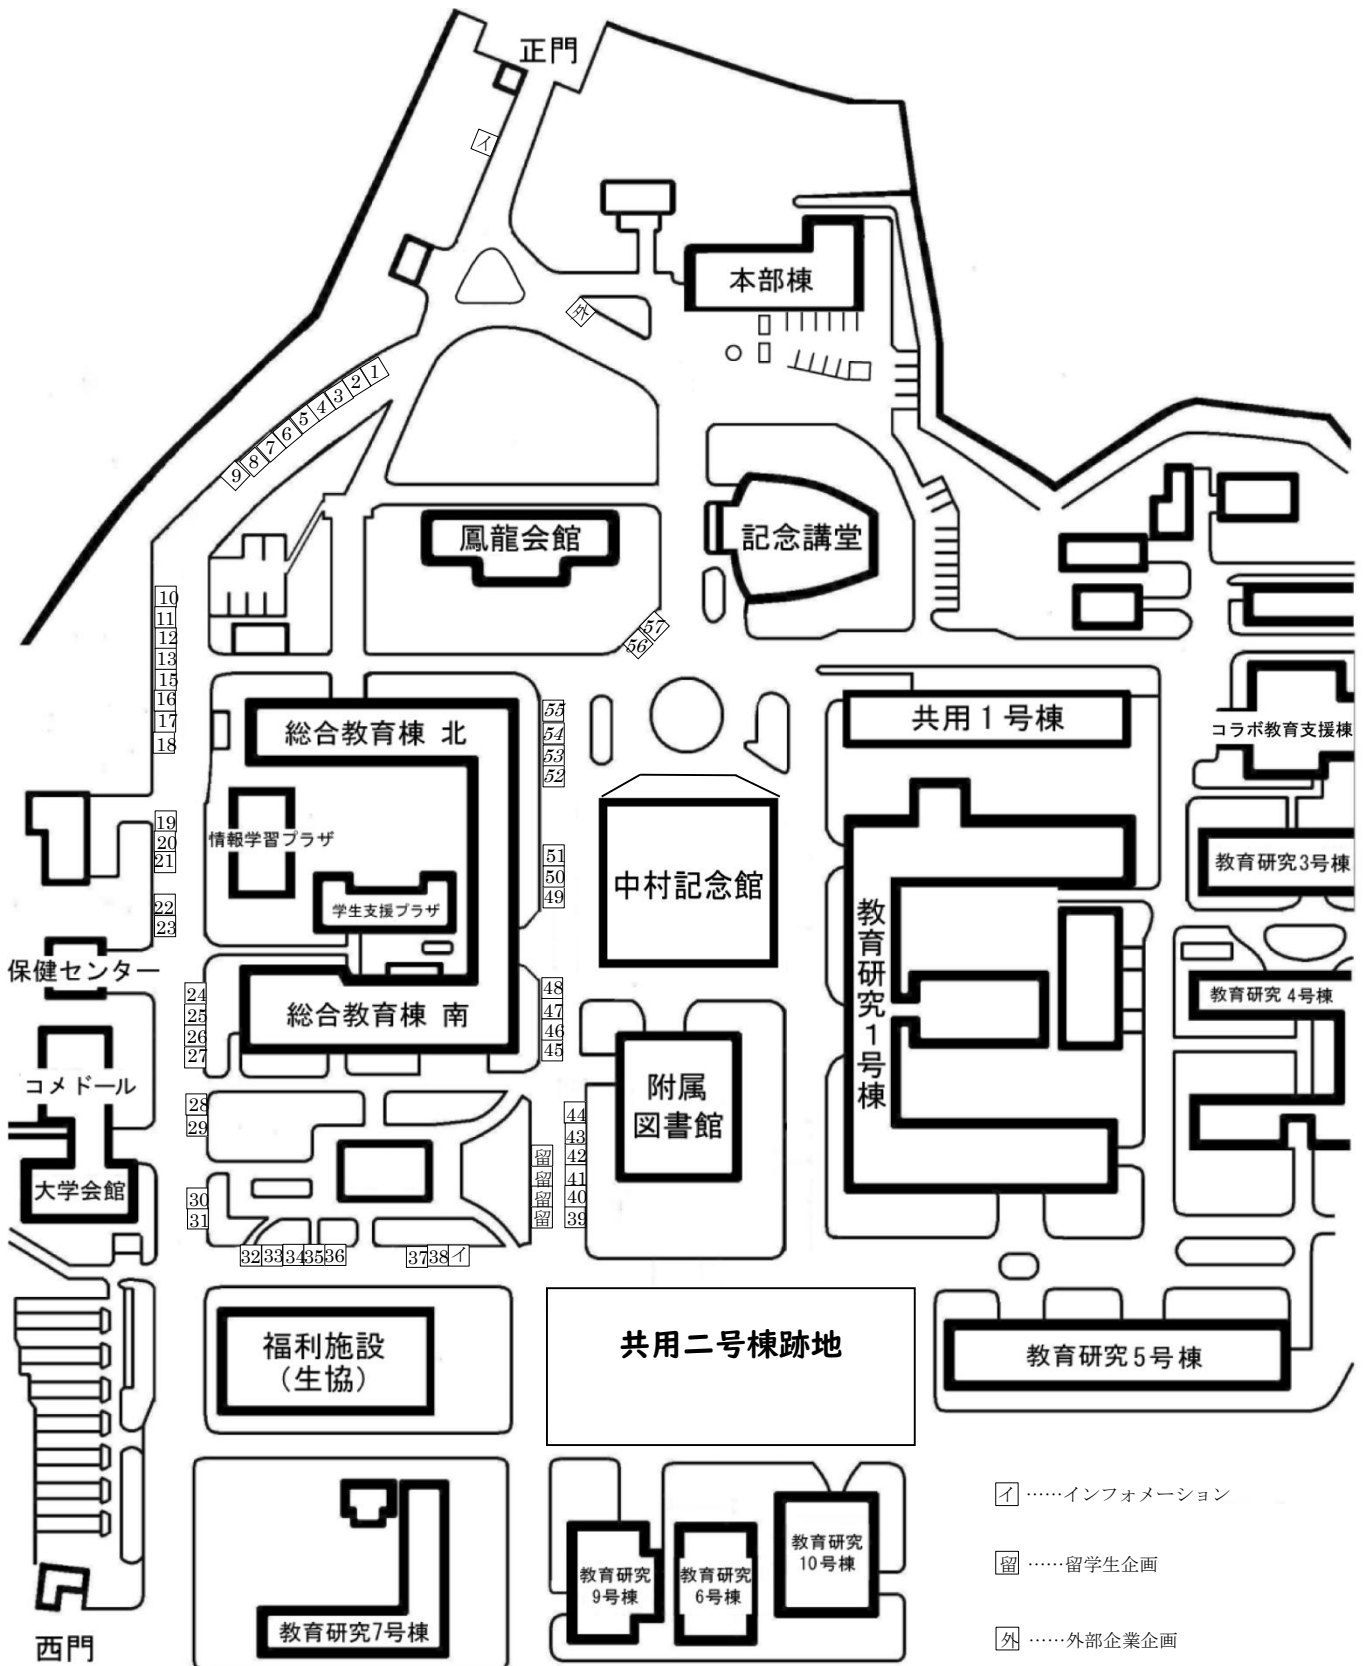 正門
イ
本部棟
外
1
2
3
4
5
6
7
8
9
鳳龍会館
記念講堂
10
11
12
13
15
16
17
18
57
56
総合教育棟 北
55
54
53
52
共用1号棟
コラボ教育支援棟
19
20
21
情報学習プラザ
学生支援プラザ
51
50
49
中村記念館
教育研究3号棟
22
23
保健センター
教育研究1号棟
24
25
26
27
総合教育棟 南
48
47
46
45
教育研究 4号棟
コメドール
附属
図書館
28
29
44
43
42
41
40
39
留
留
留
留
大学会館
30
31
32
33
34
35
36
37
38
イ
福利施設
(生協)
共用二号棟跡地
教育研究5号棟
イ ……インフォメーション
教育研究
10号棟
教育研究
9号棟
教育研究
6号棟
留 ……留学生企画
教育研究7号棟
西門
外 ……外部企業企画